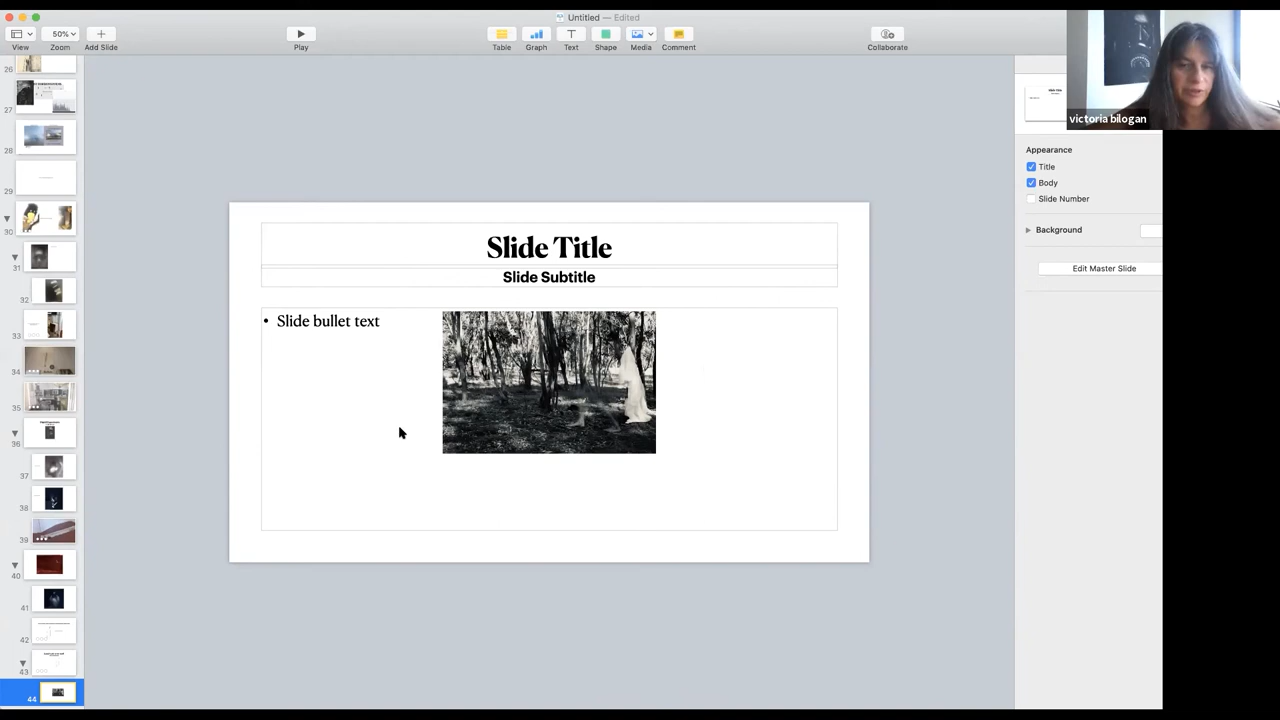 Untitled — Edited
50%
View
Zoom
Add Slide
Play
Table
Graph
Text
Shape
Media
Comment
Collaborate
victoria bilogan
26
27
28
29
30
31
32
33
34
35
36
37
38
39
40
41
42
43
44
Slide Title
Slide Subtitle
• Slide bullet text
Appearance
Title
Body
Slide Number
Background
Edit Master Slide